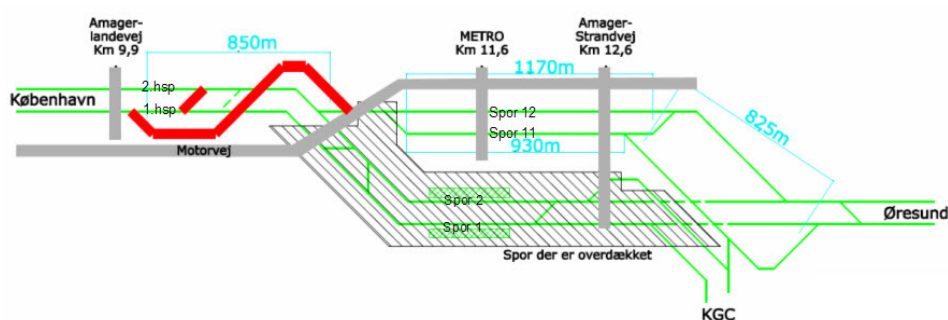 Amager-
landevej
Km 9,9
850m
METRO
Km 11,6
Amager-
Strandvej
Km 12,6
1170m
2.hsp
København
1.hsp
Spor 12
Spor 11
825m
Motorvej
930m
Spor 2
Øresund
Spor 1
Spor der er overdækket
KGC